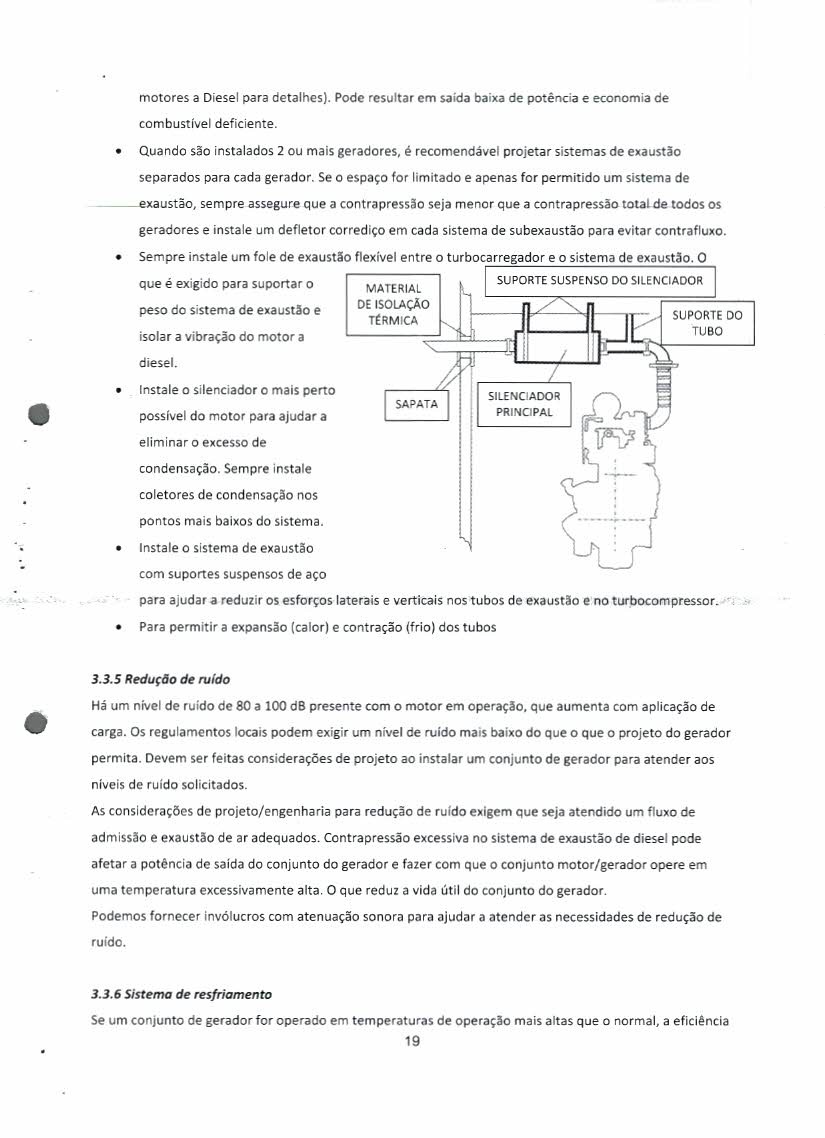 motores a Diesel para detalhes). Pode resultar em saída baixa de potência e economia de
combustível deficiente.
• Quando são instalados 2 ou mais geradores, é recomendável projetar sistemas de exaustão
separados para cada gerador. Se o espaço for limitado e apenas for permitido um sistema de
exaustão, sempre assegure que a contrapressão seja menor que a contrapressão total de todos os
geradores e instale um defletor corrediço em cada sistema de subexaustão para evitar contrafluxo.
• Sempre instale um fole de exaustão flexível entre o turbocarregador e o sistema de exaustão. O
que é exigido para suportar o
peso do sistema de exaustão e
isolar a vibração do motor a
diesel.
• Instale o silenciador o mais perto
possível do motor para ajudar a
eliminar o excesso de
condensação. Sempre instale
coletores de condensação nos
pontos mais baixos do sistema.
• Instale o sistema de exaustão
com suportes suspensos de aço
para ajudar a reduzir os esforços laterais e verticais nos tubos de exaustão e no turbocompressor.
• Para permitir a expansão (calor) e contração (frio) dos tubos
MATERIAL
DE ISOLAÇÃO
TÉRMICA
SUPORTE SUSPENSO DO SILENCIADOR
SUPORTE DO
TUBO
SAPATA
SILENCIADOR
PRINCIPAL
3.3.5 Redução de ruído
Há um nível de ruído de 80 a 100 dB presente com o motor em operação, que aumenta com aplicação de
carga. Os regulamentos locais podem exigir um nível de ruído mais baixo do que o que o projeto do gerador
permita. Devem ser feitas considerações de projeto ao instalar um conjunto de gerador para atender aos
níveis de ruído solicitados.
As considerações de projeto/engenharia para redução de ruído exigem que seja atendido um fluxo de
admissão e exaustão de ar adequados. Contrapressão excessiva no sistema de exaustão de diesel pode
afetar a potência de saída do conjunto do gerador e fazer com que o conjunto motor/gerador opere em
uma temperatura excessivamente alta. O que reduz a vida útil do conjunto do gerador.
Podemos fornecer invólucros com atenuação sonora para ajudar a atender as necessidades de redução de
ruído.
3.3.6 Sistema de resfriamento
Se um conjunto de gerador for operado em temperaturas de operação mais altas que o normal, a eficiência
19